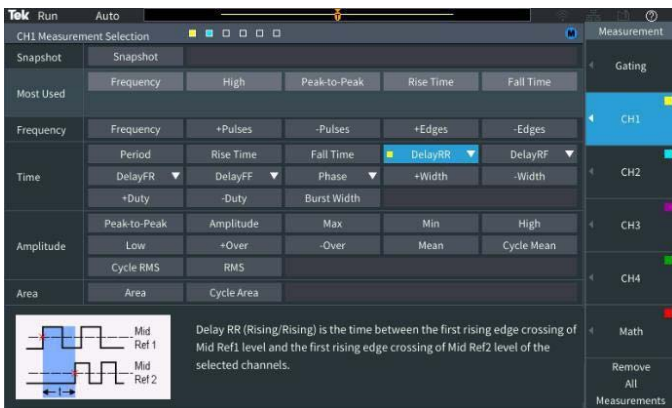 Tek Run Auto T
CH1 Measurement Selection M Measurement
Snapshot Snapshot
Gating
Most Used Frequency High Peak-to-Peak Rise Time Fall Time
CH1
Frequency Frequency +Pulses -Pulses +Edges -Edges
Time Period Rise Time Fall Time DelayRR DelayRF
DelayFR DelayFF Phase +Width -Width
CH2
+Duty -Duty Burst Width
Amplitude Peak-to-Peak Amplitude Max Min High
CH3
Low +Over -Over Mean Cycle Mean
Cycle RMS RMS
CH4
Area Area Cycle Area
Mid
Ref 1
Mid
Ref 2
t
Delay RR (Rising/Rising) is the time between the first rising edge crossing of
Mid Ref1 level and the first rising edge crossing of Mid Ref2 level of the
selected channels.
Math
Remove
All
Measurements